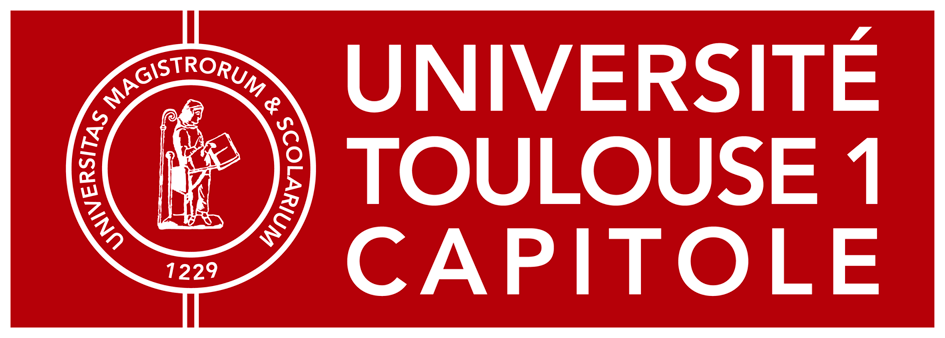 UNIVERSITAS MAGISTRORUM & SCOLARIUM
1229
UNIVERSITÉ
TOULOUSE 1
CAPITOLE